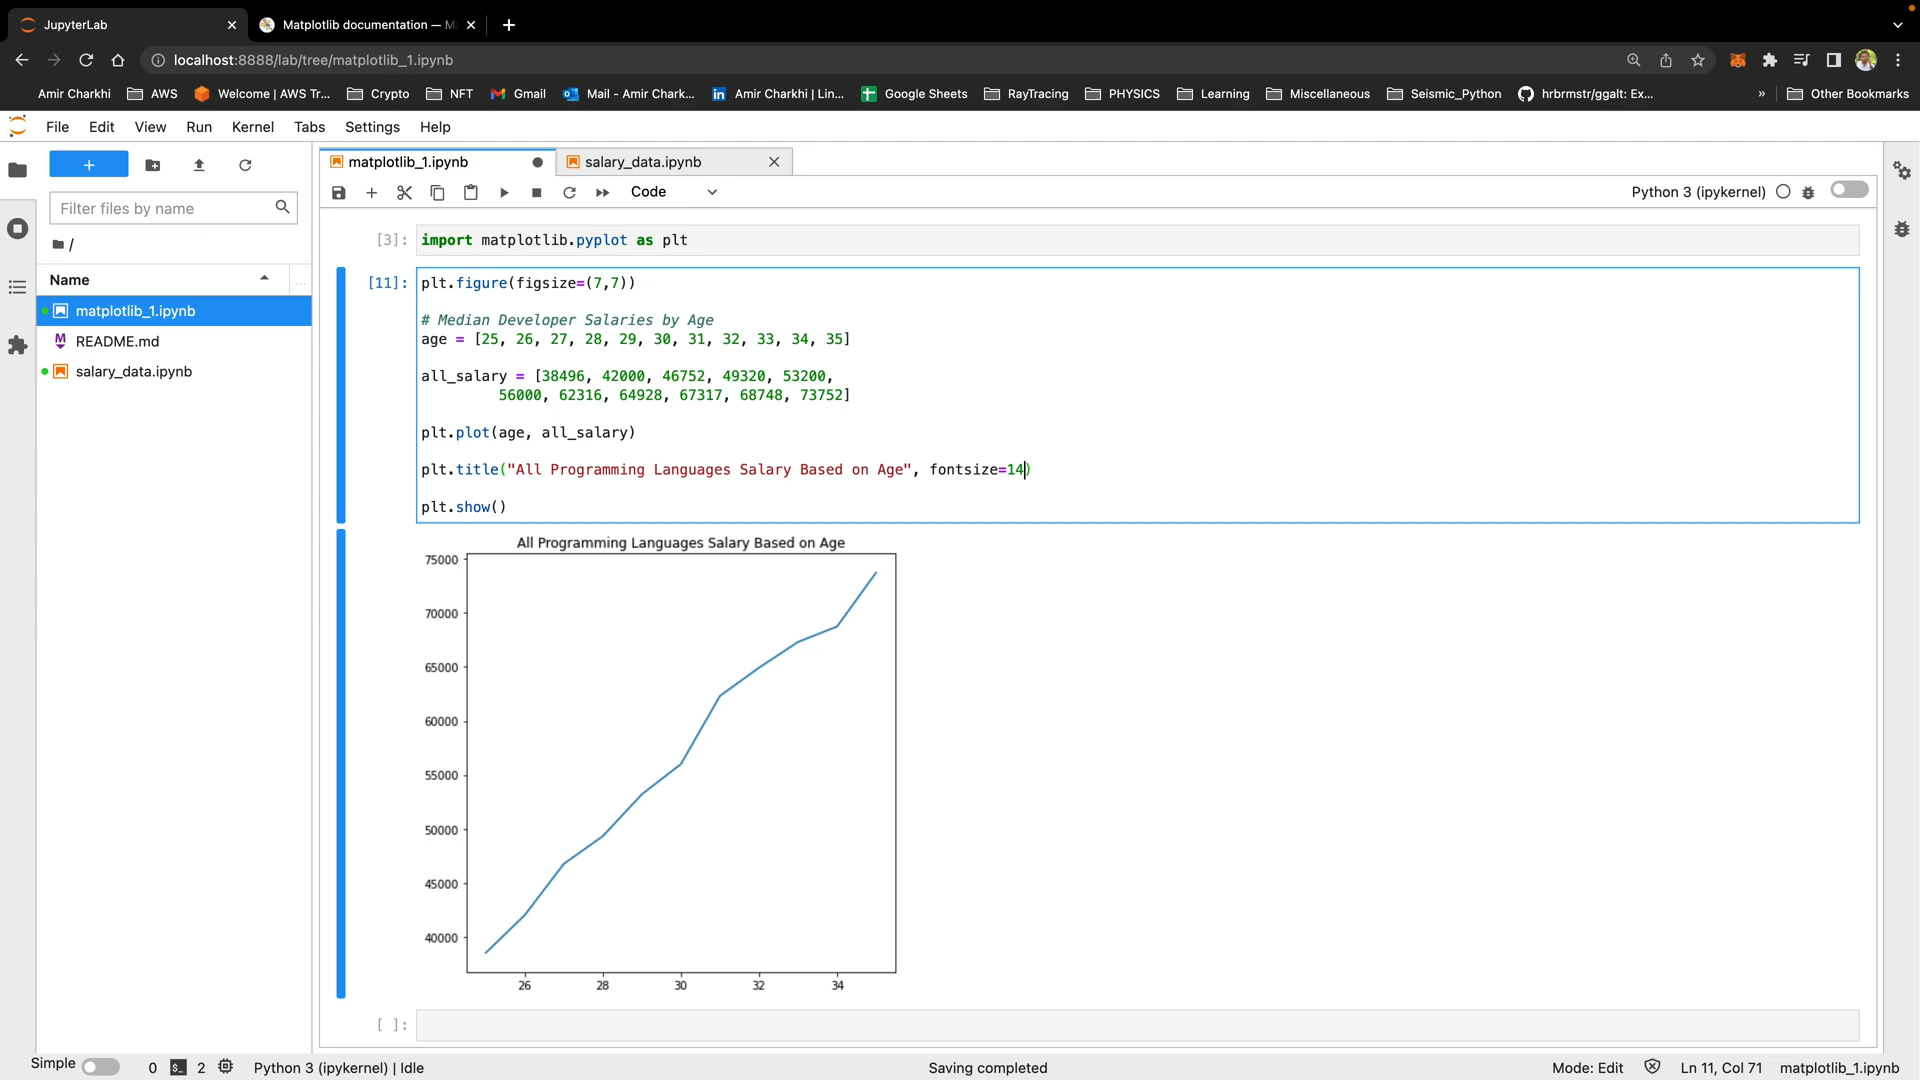 JupyterLab
Matplotlib documentation — M
localhost:8888/lab/tree/matplotlib_1.ipynb
Amir Charkhi
AWS
Welcome | AWS Tr...
Crypto
NFT
Gmail
Mail - Amir Chark...
Amir Charkhi | Lin...
Google Sheets
RayTracing
PHYSICS
Learning
Miscellaneous
Seismic_Python
hrbrmstr/ggalt: Ex...
»
Other Bookmarks
File Edit View Run Kernel Tabs Settings Help
matplotlib_1.ipynb
salary_data.ipynb
Code
Python 3 (ipykernel)
Filter files by name
/
Name
...
matplotlib_1.ipynb
README.md
salary_data.ipynb
[3]: import matplotlib.pyplot as plt
[11]: plt.figure(figsize=(7,7))
# Median Developer Salaries by Age
age = [25, 26, 27, 28, 29, 30, 31, 32, 33, 34, 35]
all_salary = [38496, 42000, 46752, 49320, 53200,
56000, 62316, 64928, 67317, 68748, 73752]
plt.plot(age, all_salary)
plt.title("All Programming Languages Salary Based on Age", fontsize=14)
plt.show()
All Programming Languages Salary Based on Age
75000
70000
65000
60000
55000
50000
45000
40000
26 28 30 32 34
[ ]:
Simple
0
2
Python 3 (ipykernel) | Idle
Saving completed
Mode: Edit
Ln 11, Col 71
matplotlib_1.ipynb